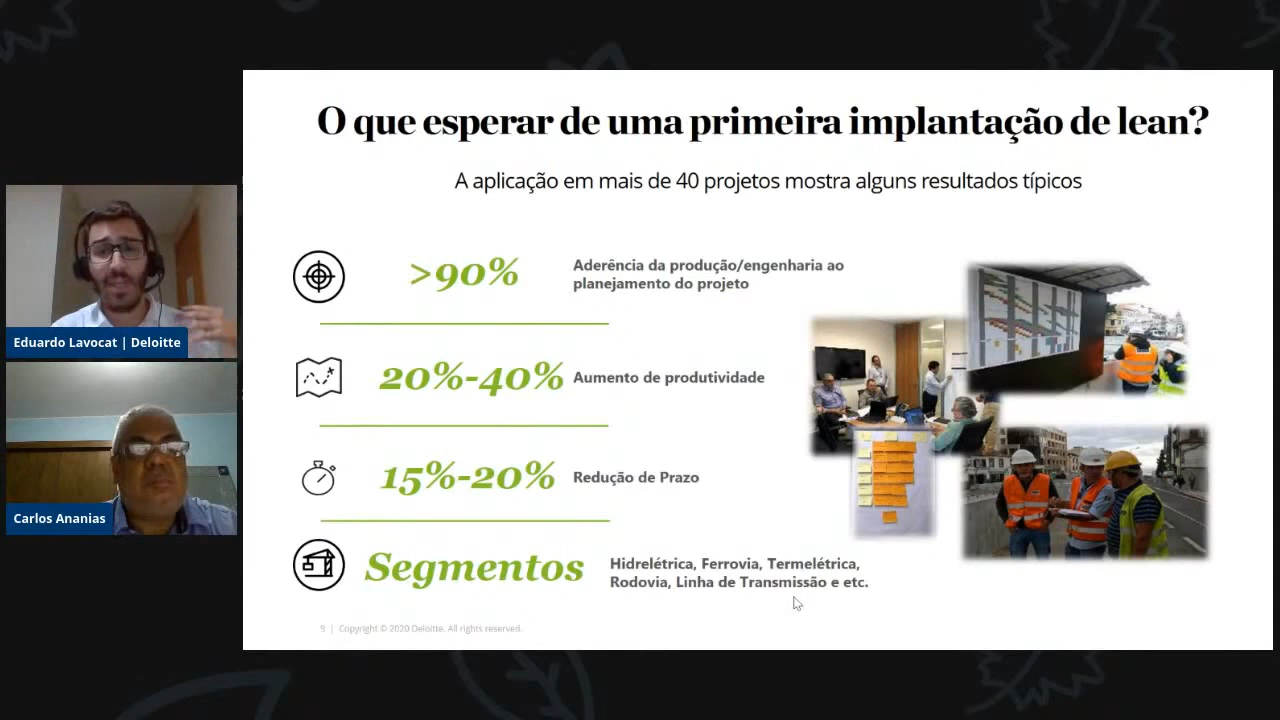 O que esperar de uma primeira implantação de lean?
A aplicação em mais de 40 projetos mostra alguns resultados típicos
>90%
Aderência da produção/engenharia ao
planejamento do projeto
20%-40%
Aumento de produtividade
15%-20%
Redução de Prazo
Segmentos
Hidrelétrica, Ferrovia, Termelétrica,
Rodovia, Linha de Transmissão e etc.
9 | Copyright © 2020 Deloitte. All rights reserved.
Eduardo Lavocat | Deloitte
Carlos Ananias